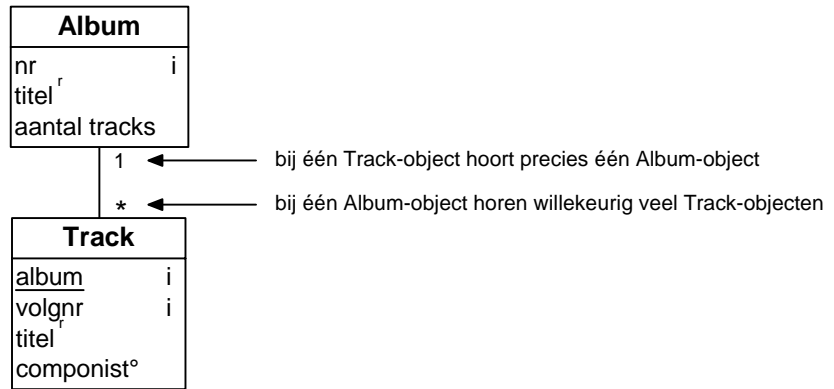 Album
nr i
titel r
aantal tracks
1 bij één Track-object hoort precies één Album-object
* bij één Album-object horen willekeurig veel Track-objecten
Track
album i
volgnr i
titel r
componist°